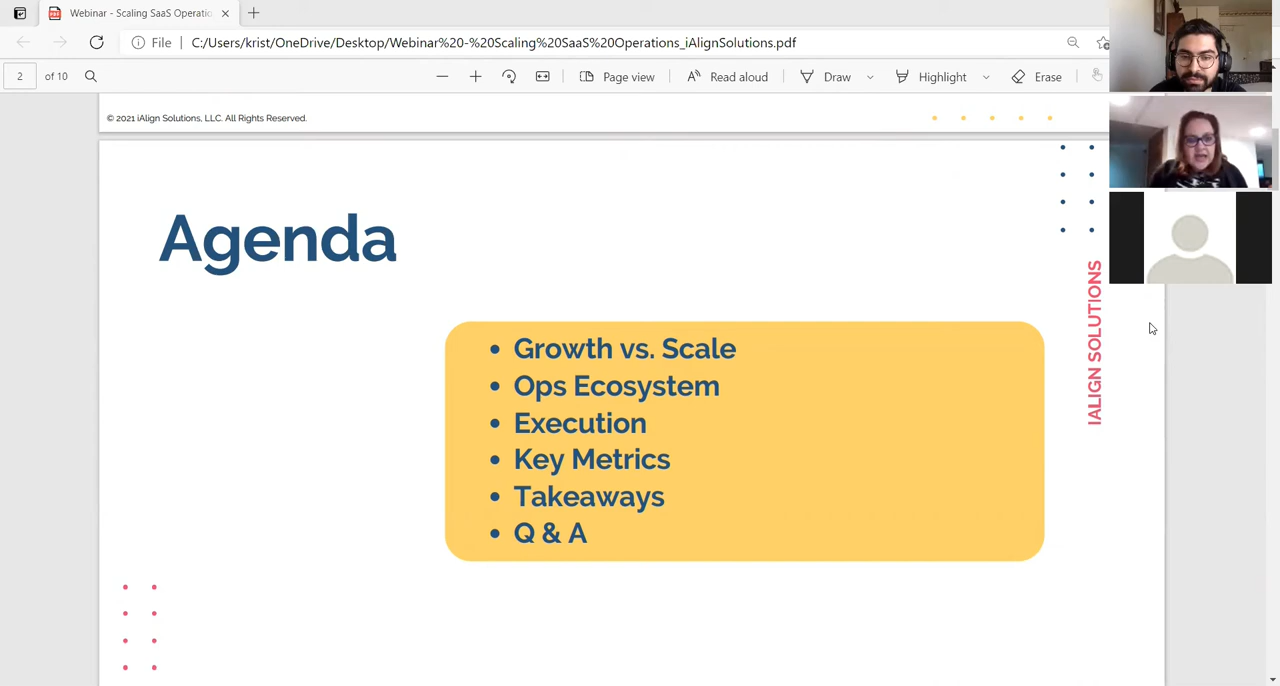 Webinar - Scaling SaaS Operatio
File
C:/Users/krist/OneDrive/Desktop/Webinar%20-%20Scaling%20SaaS%20Operations_iAlignSolutions.pdf
2 of 10
Page view
Read aloud
Draw
Highlight
Erase
© 2021 iAlign Solutions, LLC. All Rights Reserved.
Agenda
IALIGN SOLUTIONS
• Growth vs. Scale
• Ops Ecosystem
• Execution
• Key Metrics
• Takeaways
• Q & A